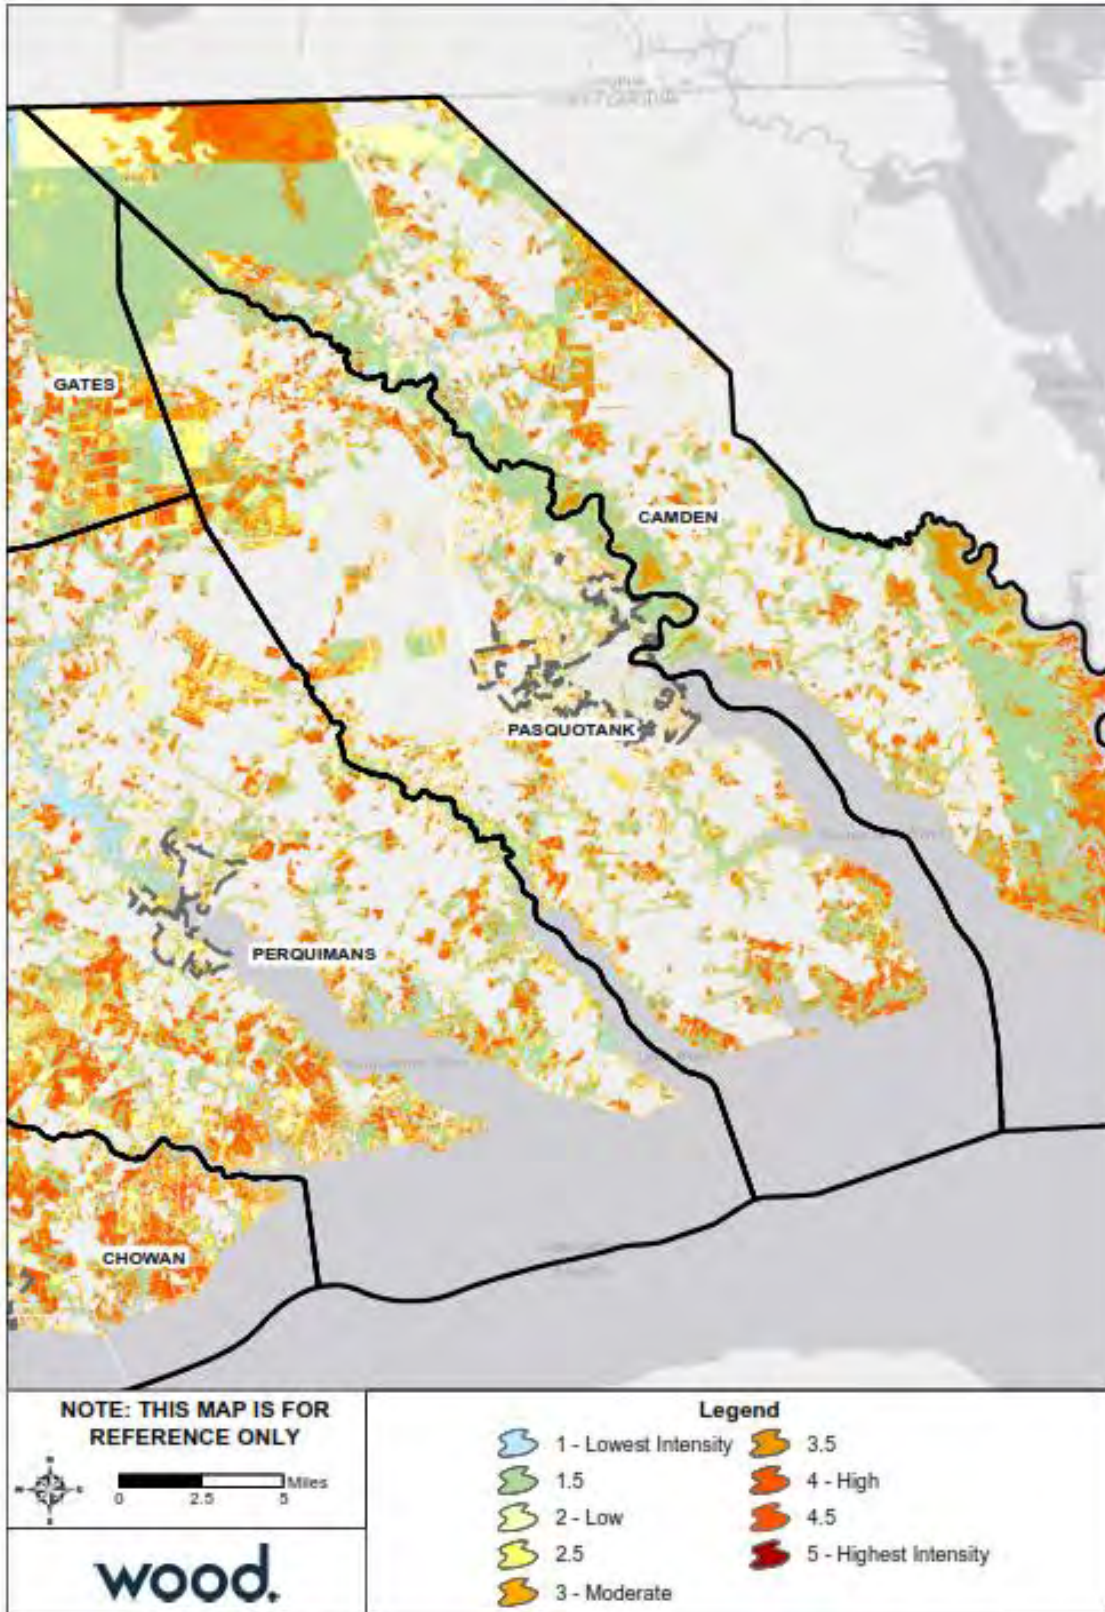 GATES
CAMDEN
PASQUOTANK
PERQUIMANS
CHOWAN
NOTE: THIS MAP IS FOR
REFERENCE ONLY
Miles
0 2.5 5
wood.
Legend
1 - Lowest Intensity
1.5
2 - Low
2.5
3 - Moderate
3.5
4 - High
4.5
5 - Highest Intensity